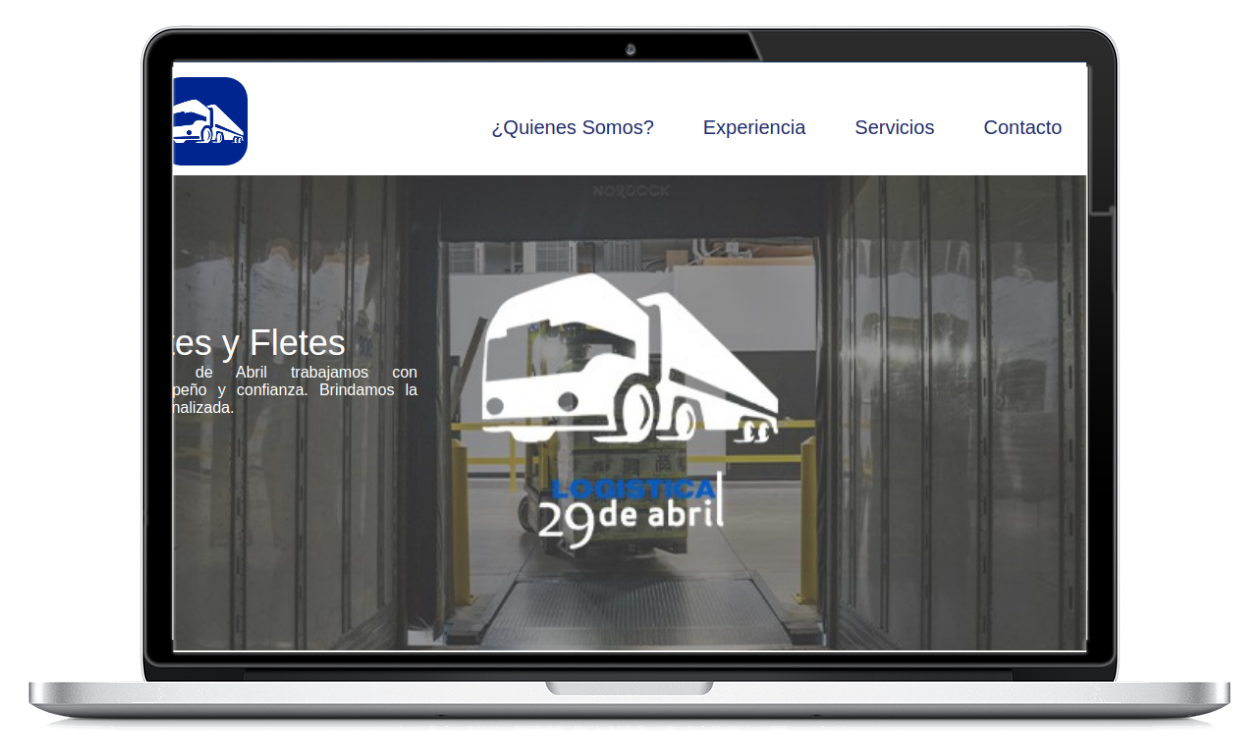 ¿Quienes Somos? Experiencia Servicios Contacto
NORDOCK
es y Fletes
de Abril trabajamos con
peño y confianza. Brindamos la
nalizada.
LOGISTICA
29 de abril